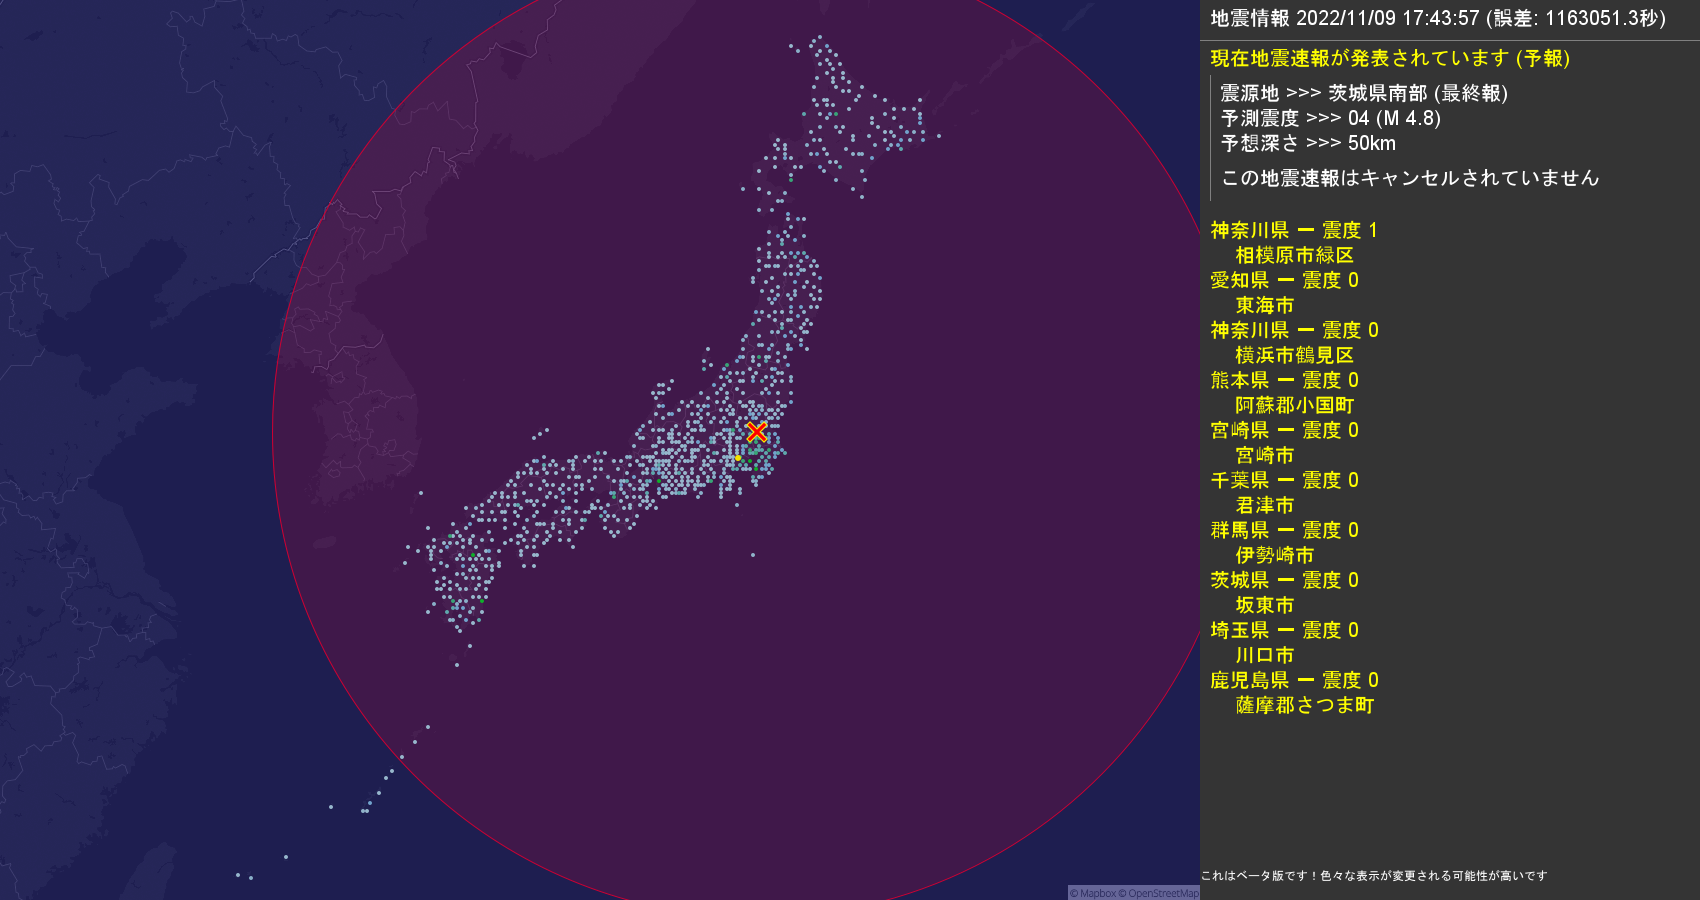 地震情報 2022/11/09 17:43:57 (誤差: 1163051.3秒)
現在地震速報が発表されています (予報)
震源地 >>> 茨城県南部 (最終報)
予測震度 >>> 04 (M 4.8)
予想深さ >>> 50km
この地震速報はキャンセルされていません
神奈川県 ー 震度 1
相模原市緑区
愛知県 ー 震度 0
東海市
神奈川県 ー 震度 0
横浜市鶴見区
熊本県 ー 震度 0
阿蘇郡小国町
宮崎県 ー 震度 0
宮崎市
千葉県 ー 震度 0
君津市
群馬県 ー 震度 0
伊勢崎市
茨城県 ー 震度 0
坂東市
埼玉県 ー 震度 0
川口市
鹿児島県 ー 震度 0
薩摩郡さつま町
これはベータ版です！色々な表示が変更される可能性が高いです
© Mapbox © OpenStreetMap